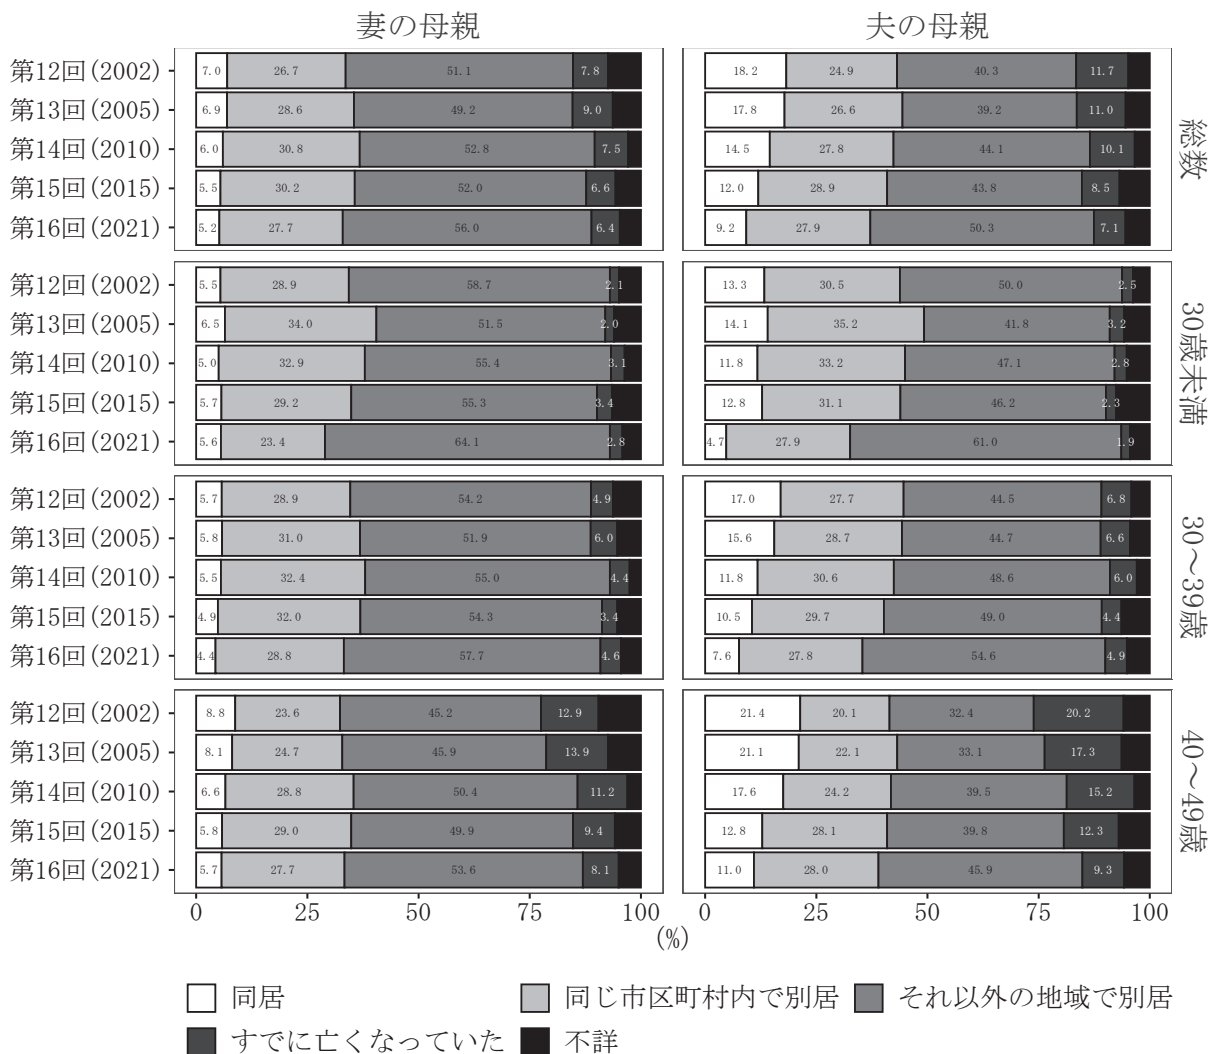 妻の母親 夫の母親
総数
第12回(2002) 7.0 26.7 51.1 7.8 18.2 24.9 40.3 11.7
第13回(2005) 6.9 28.6 49.2 9.0 17.8 26.6 39.2 11.0
第14回(2010) 6.0 30.8 52.8 7.5 14.5 27.8 44.1 10.1
第15回(2015) 5.5 30.2 52.0 6.6 12.0 28.9 43.8 8.5
第16回(2021) 5.2 27.7 56.0 6.4 9.2 27.9 50.3 7.1
30歳未満
第12回(2002) 5.5 28.9 58.7 2.1 13.3 30.5 50.0 2.5
第13回(2005) 6.5 34.0 51.5 2.0 14.1 35.2 41.8 3.2
第14回(2010) 5.0 32.9 55.4 3.1 11.8 33.2 47.1 2.8
第15回(2015) 5.7 29.2 55.3 3.4 12.8 31.1 46.2 2.3
第16回(2021) 5.6 23.4 64.1 2.8 4.7 27.9 61.0 1.9
30〜39歳
第12回(2002) 5.7 28.9 54.2 4.9 17.0 27.7 44.5 6.8
第13回(2005) 5.8 31.0 51.9 6.0 15.6 28.7 44.7 6.6
第14回(2010) 5.5 32.4 55.0 4.4 11.8 30.6 48.6 6.0
第15回(2015) 4.9 32.0 54.3 3.4 10.5 29.7 49.0 4.4
第16回(2021) 4.4 28.8 57.7 4.6 7.6 27.8 54.6 4.9
40〜49歳
第12回(2002) 8.8 23.6 45.2 12.9 21.4 20.1 32.4 20.2
第13回(2005) 8.1 24.7 45.9 13.9 21.1 22.1 33.1 17.3
第14回(2010) 6.6 28.8 50.4 11.2 17.6 24.2 39.5 15.2
第15回(2015) 5.8 29.0 49.9 9.4 12.8 28.1 39.8 12.3
第16回(2021) 5.7 27.7 53.6 8.1 11.0 28.0 45.9 9.3
0 25 50 75 100 0 25 50 75 100
(%)
同居 同じ市区町村内で別居 それ以外の地域で別居
すでに亡くなっていた 不詳